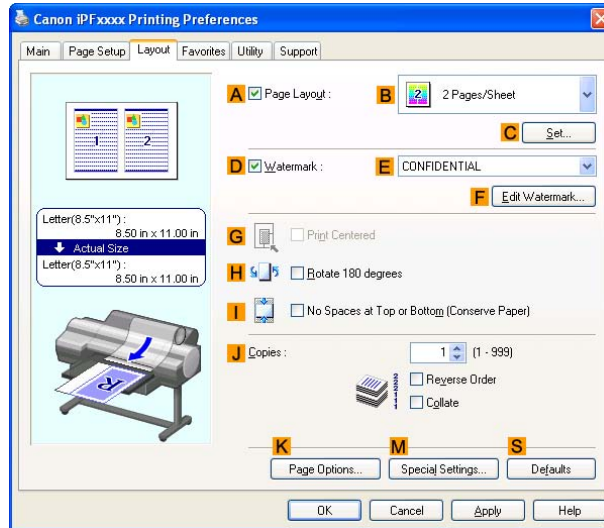 Canon iPFxxxx Printing Preferences
Main Page Setup Layout Favorites Utility Support
A Page Layout : B 2 2 Pages/Sheet
C Set...
1 2
D Watermark : E CONFIDENTIAL
F Edit Watermark...
Letter(8.5"x11") :
8.50 in x 11.00 in
Actual Size
Letter(8.5"x11") :
8.50 in x 11.00 in
G Print Centered
H Rotate 180 degrees
I No Spaces at Top or Bottom (Conserve Paper)
R
J Copies : 1 (1 - 999)
Reverse Order
Collate
K M S
Page Options... Special Settings... Defaults
OK Cancel Apply Help